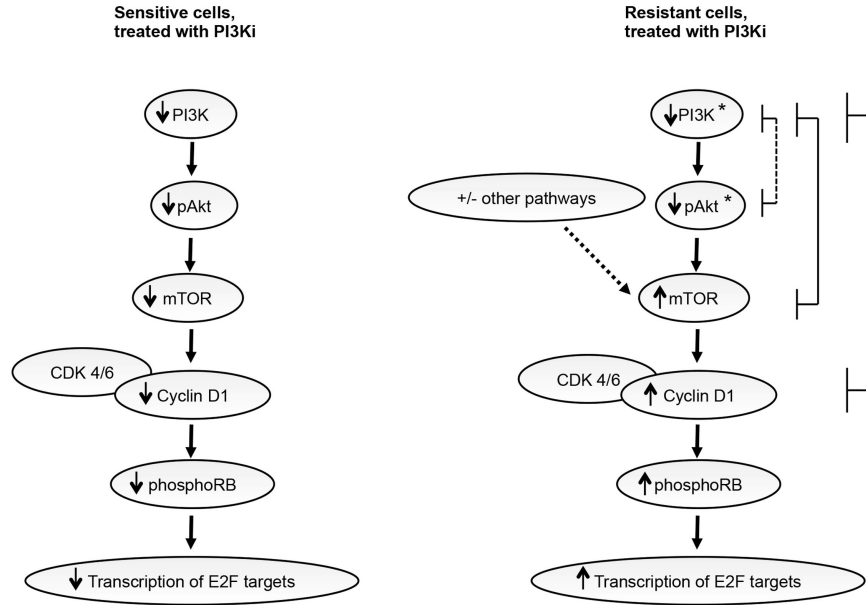 Sensitive cells,
treated with PI3Ki
↓ PI3K
↓ pAkt
↓ mTOR
CDK 4/6
↓ Cyclin D1
↓ phosphoRB
↓ Transcription of E2F targets
Resistant cells,
treated with PI3Ki
↓ PI3K *
+/- other pathways
↓ pAkt *
↑ mTOR
CDK 4/6
↑ Cyclin D1
↑ phosphoRB
↑ Transcription of E2F targets